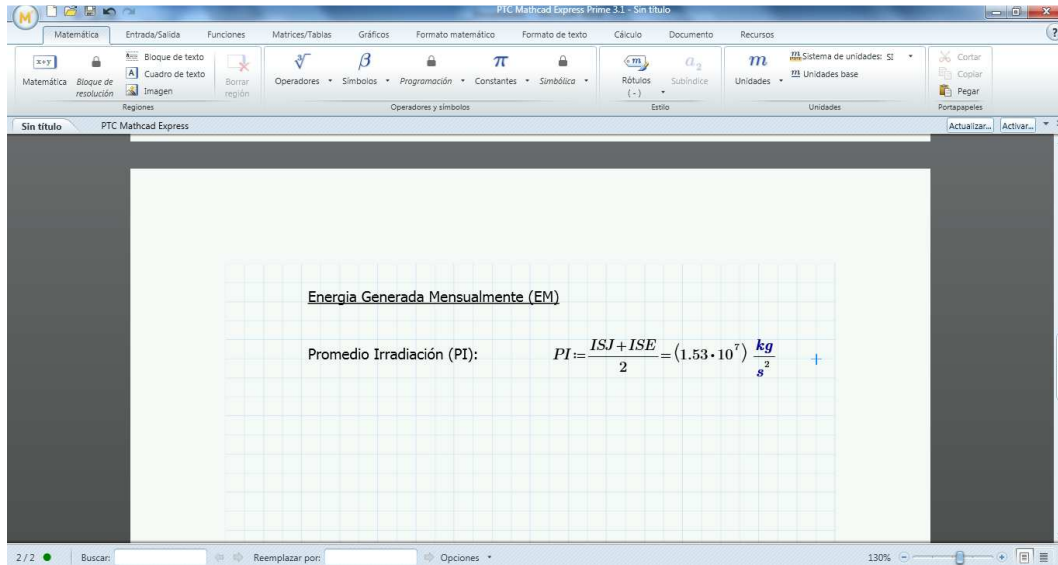 M
PTC Mathcad Express Prime 3.1 - Sin título
Matemática Entrada/Salida Funciones Matrices/Tablas Gráficos Formato matemático Formato de texto Cálculo Documento Recursos ?
x+y Matemática
Bloque de resolución
Bloque de texto
A Cuadro de texto
Imagen
Borrar región
Regiones
Operadores
β Símbolos
Programación
π Constantes
Simbólica
Operadores y símbolos
m Rótulos (-)
a₂ Subíndice
Estilo
m Unidades
Sistema de unidades: SI
Unidades base
Unidades
Cortar
Copiar
Pegar
Portapapeles
Sin título PTC Mathcad Express Actualizar... Activar...
Energia Generada Mensualmente (EM)
Promedio Irradiación (PI): PI:=(ISJ+ISE)/2=(1.53·10⁷) kg/s²
2 / 2 Buscar: Reemplazar por: Opciones 130%